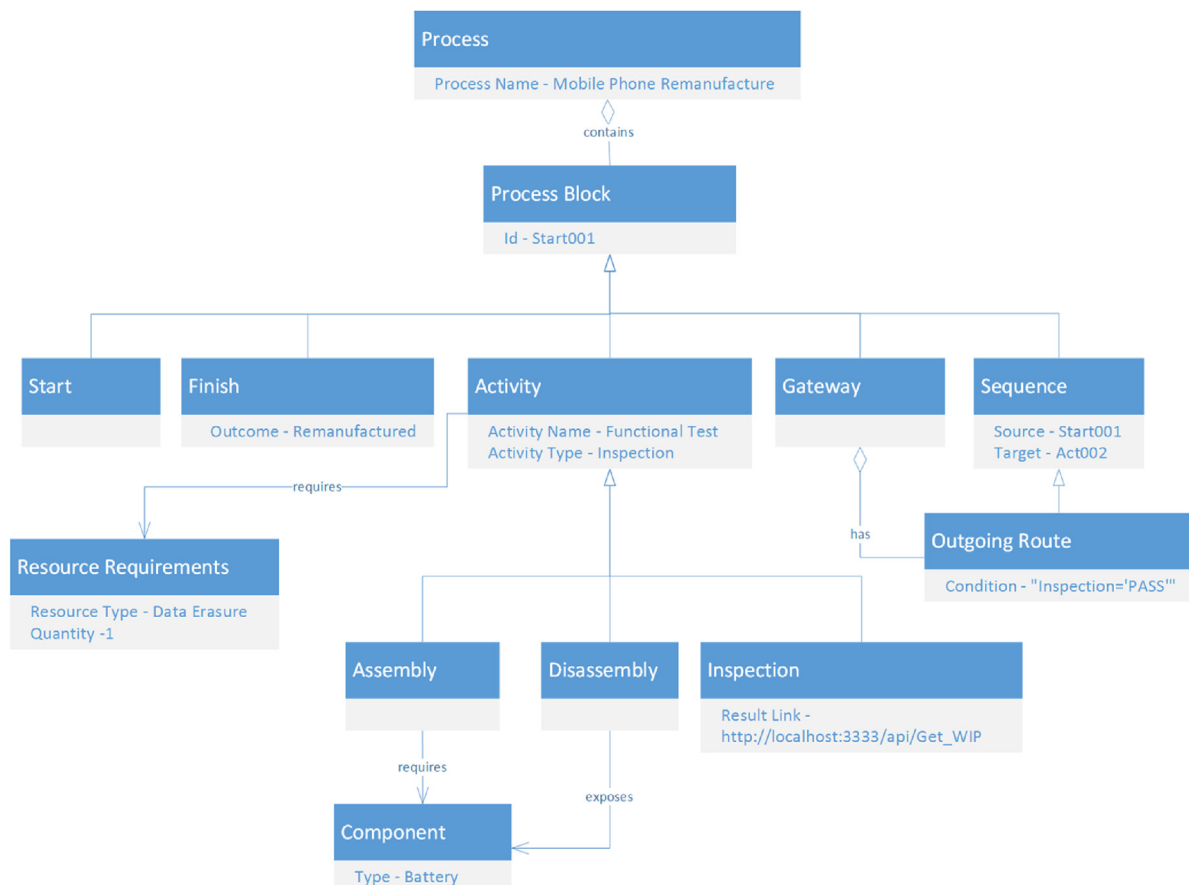 Process
Process Name - Mobile Phone Remanufacture
contains
Process Block
Id - Start001
Start
Finish
Outcome - Remanufactured
Activity
Activity Name - Functional Test
Activity Type - Inspection
Gateway
Sequence
Source - Start001
Target - Act002
requires
has
Resource Requirements
Resource Type - Data Erasure
Quantity -1
Outgoing Route
Condition - "Inspection='PASS'"
Assembly
Disassembly
Inspection
Result Link -
http://localhost:3333/api/Get_WIP
requires
exposes
Component
Type - Battery